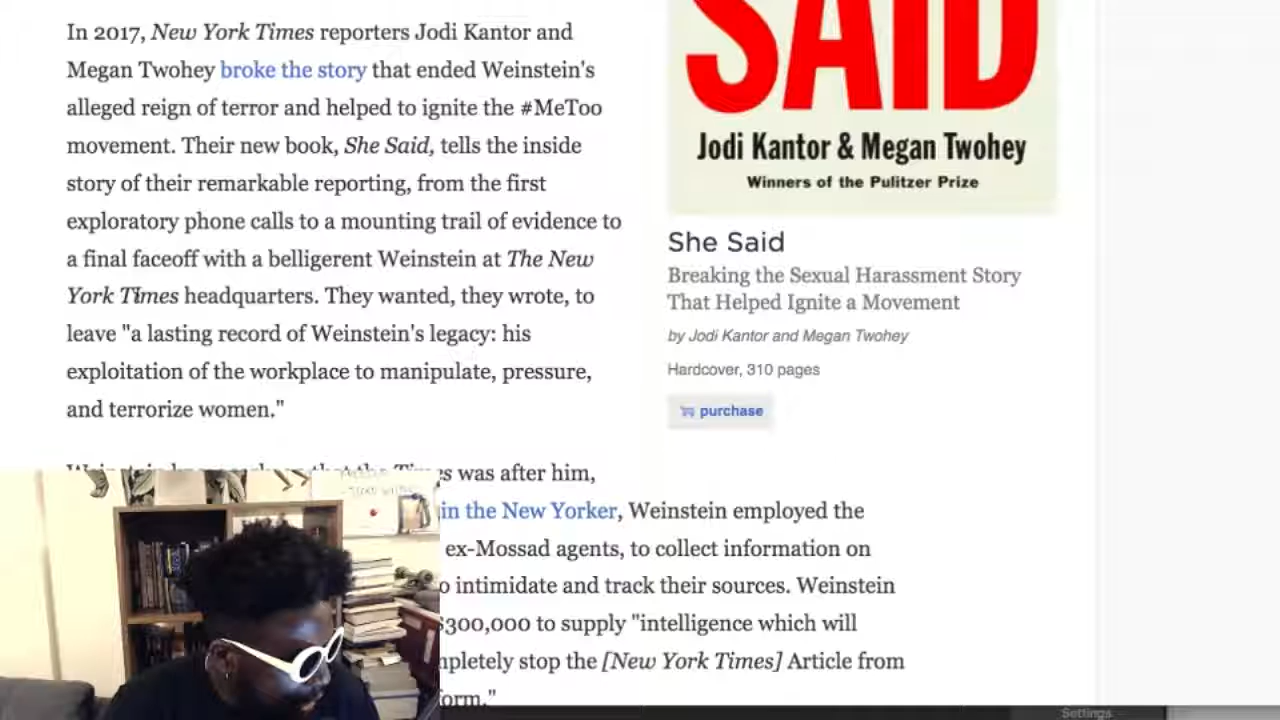 In 2017, New York Times reporters Jodi Kantor and
Megan Twohey broke the story that ended Weinstein's
alleged reign of terror and helped to ignite the #MeToo
movement. Their new book, She Said, tells the inside
story of their remarkable reporting, from the first
exploratory phone calls to a mounting trail of evidence to
a final faceoff with a belligerent Weinstein at The New
York Times headquarters. They wanted, they wrote, to
leave "a lasting record of Weinstein's legacy: his
exploitation of the workplace to manipulate, pressure,
and terrorize women."
was after him,
in the New Yorker, Weinstein employed the
ex-Mossad agents, to collect information on
intimidate and track their sources. Weinstein
$300,000 to supply "intelligence which will
stop the [New York Times] Article from
SAID
Jodi Kantor & Megan Twohey
Winners of the Pulitzer Prize
She Said
Breaking the Sexual Harassment Story
That Helped Ignite a Movement
by Jodi Kantor and Megan Twohey
Hardcover, 310 pages
purchase
Settings